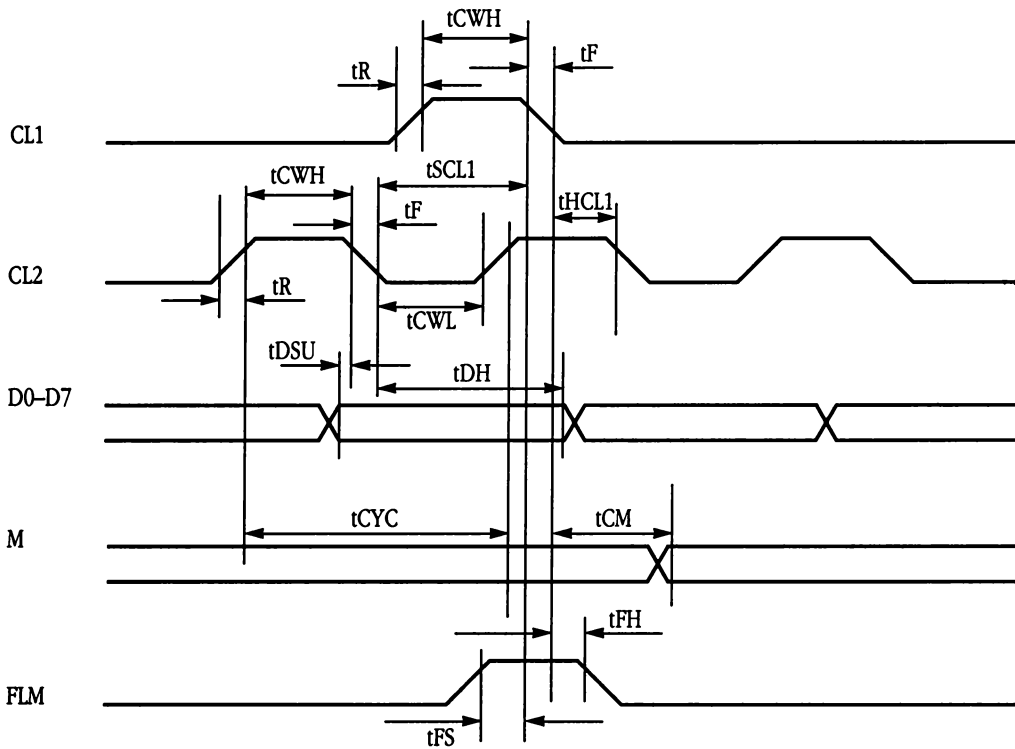 tCWH
tF
tR
CL1
tCWH
tSCL1
tF
tHCL1
CL2
tR
tCWL
tDSU
tDH
D0–D7
tCYC
tCM
M
tFH
FLM
tFS